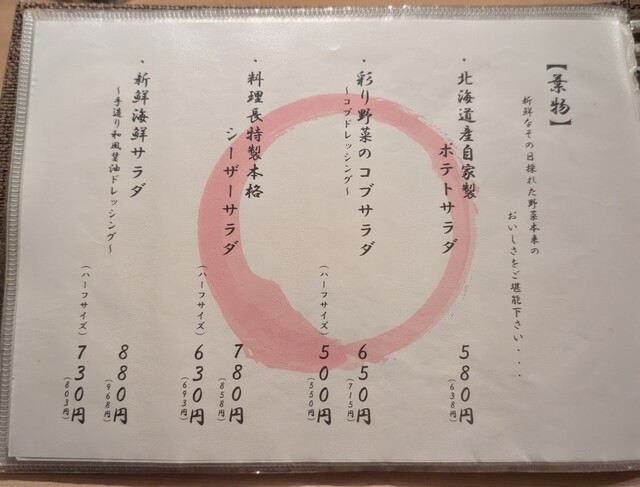 【葉物】
新鮮なその日採れた野菜本来の
おいしさをご堪能下さい・・・・
・北海道産自家製
ポテトサラダ
580円
(638円)
・彩り野菜のコブサラダ
~コブドレッシング~
650円
(715円)
(ハーフサイズ)
500円
(550円)
・料理長特製本格
シーザーサラダ
780円
(858円)
(ハーフサイズ)
630円
(693円)
・新鮮海鮮サラダ
~手造り和風醤油ドレッシング~
880円
(968円)
(ハーフサイズ)
730円
(803円)